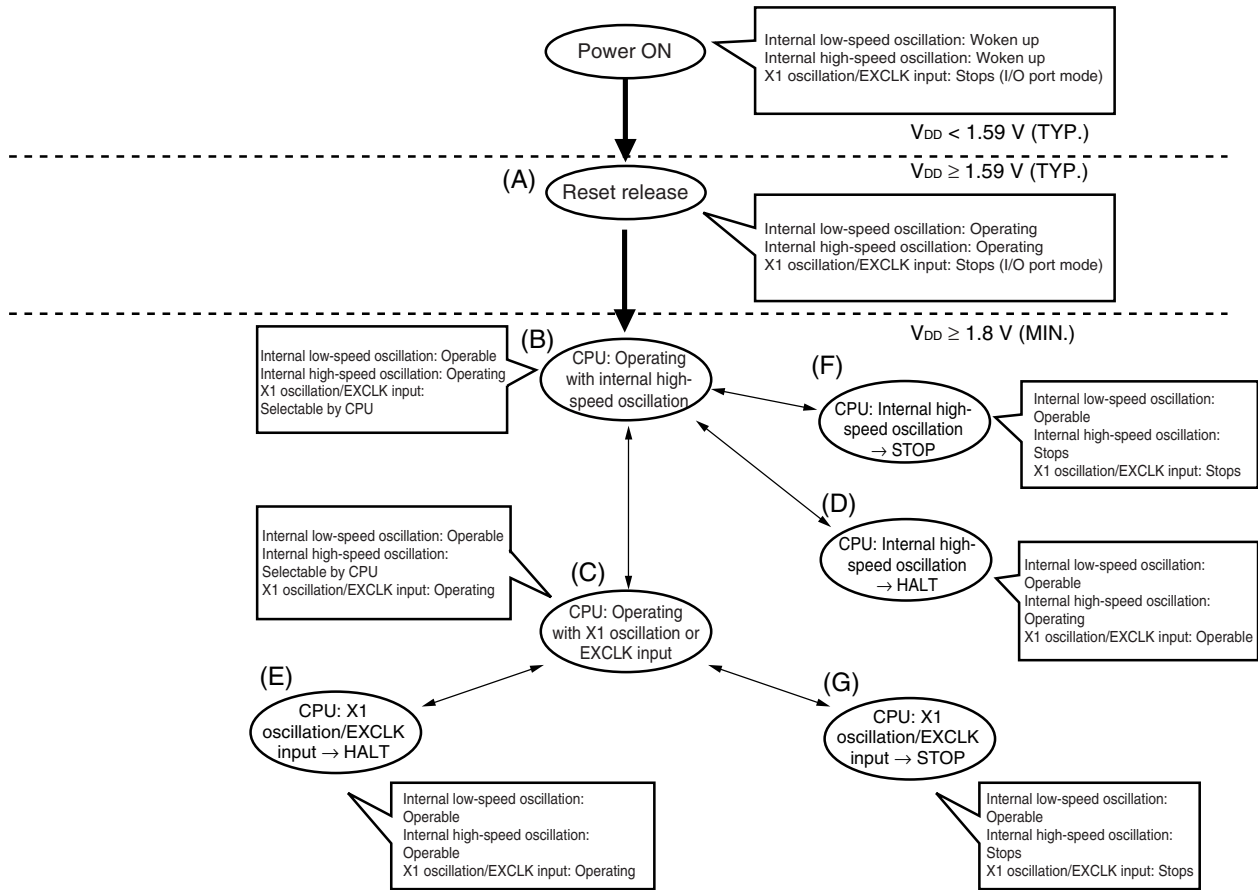 Power ON
Internal low-speed oscillation: Woken up
Internal high-speed oscillation: Woken up
X1 oscillation/EXCLK input: Stops (I/O port mode)
VDD < 1.59 V (TYP.)
VDD ≥ 1.59 V (TYP.)
(A)
Reset release
Internal low-speed oscillation: Operating
Internal high-speed oscillation: Operating
X1 oscillation/EXCLK input: Stops (I/O port mode)
VDD ≥ 1.8 V (MIN.)
Internal low-speed oscillation: Operable
Internal high-speed oscillation: Operating
X1 oscillation/EXCLK input:
Selectable by CPU
(B)
CPU: Operating
with internal high-
speed oscillation
(F)
CPU: Internal high-
speed oscillation
→ STOP
Internal low-speed oscillation:
Operable
Internal high-speed oscillation:
Stops
X1 oscillation/EXCLK input: Stops
(D)
CPU: Internal high-
speed oscillation
→ HALT
Internal low-speed oscillation:
Operable
Internal high-speed oscillation:
Operating
X1 oscillation/EXCLK input: Operable
Internal low-speed oscillation: Operable
Internal high-speed oscillation:
Selectable by CPU
X1 oscillation/EXCLK input: Operating
(C)
CPU: Operating
with X1 oscillation or
EXCLK input
(E)
CPU: X1
oscillation/EXCLK
input → HALT
Internal low-speed oscillation:
Operable
Internal high-speed oscillation:
Operable
X1 oscillation/EXCLK input: Operating
(G)
CPU: X1
oscillation/EXCLK
input → STOP
Internal low-speed oscillation:
Operable
Internal high-speed oscillation:
Stops
X1 oscillation/EXCLK input: Stops